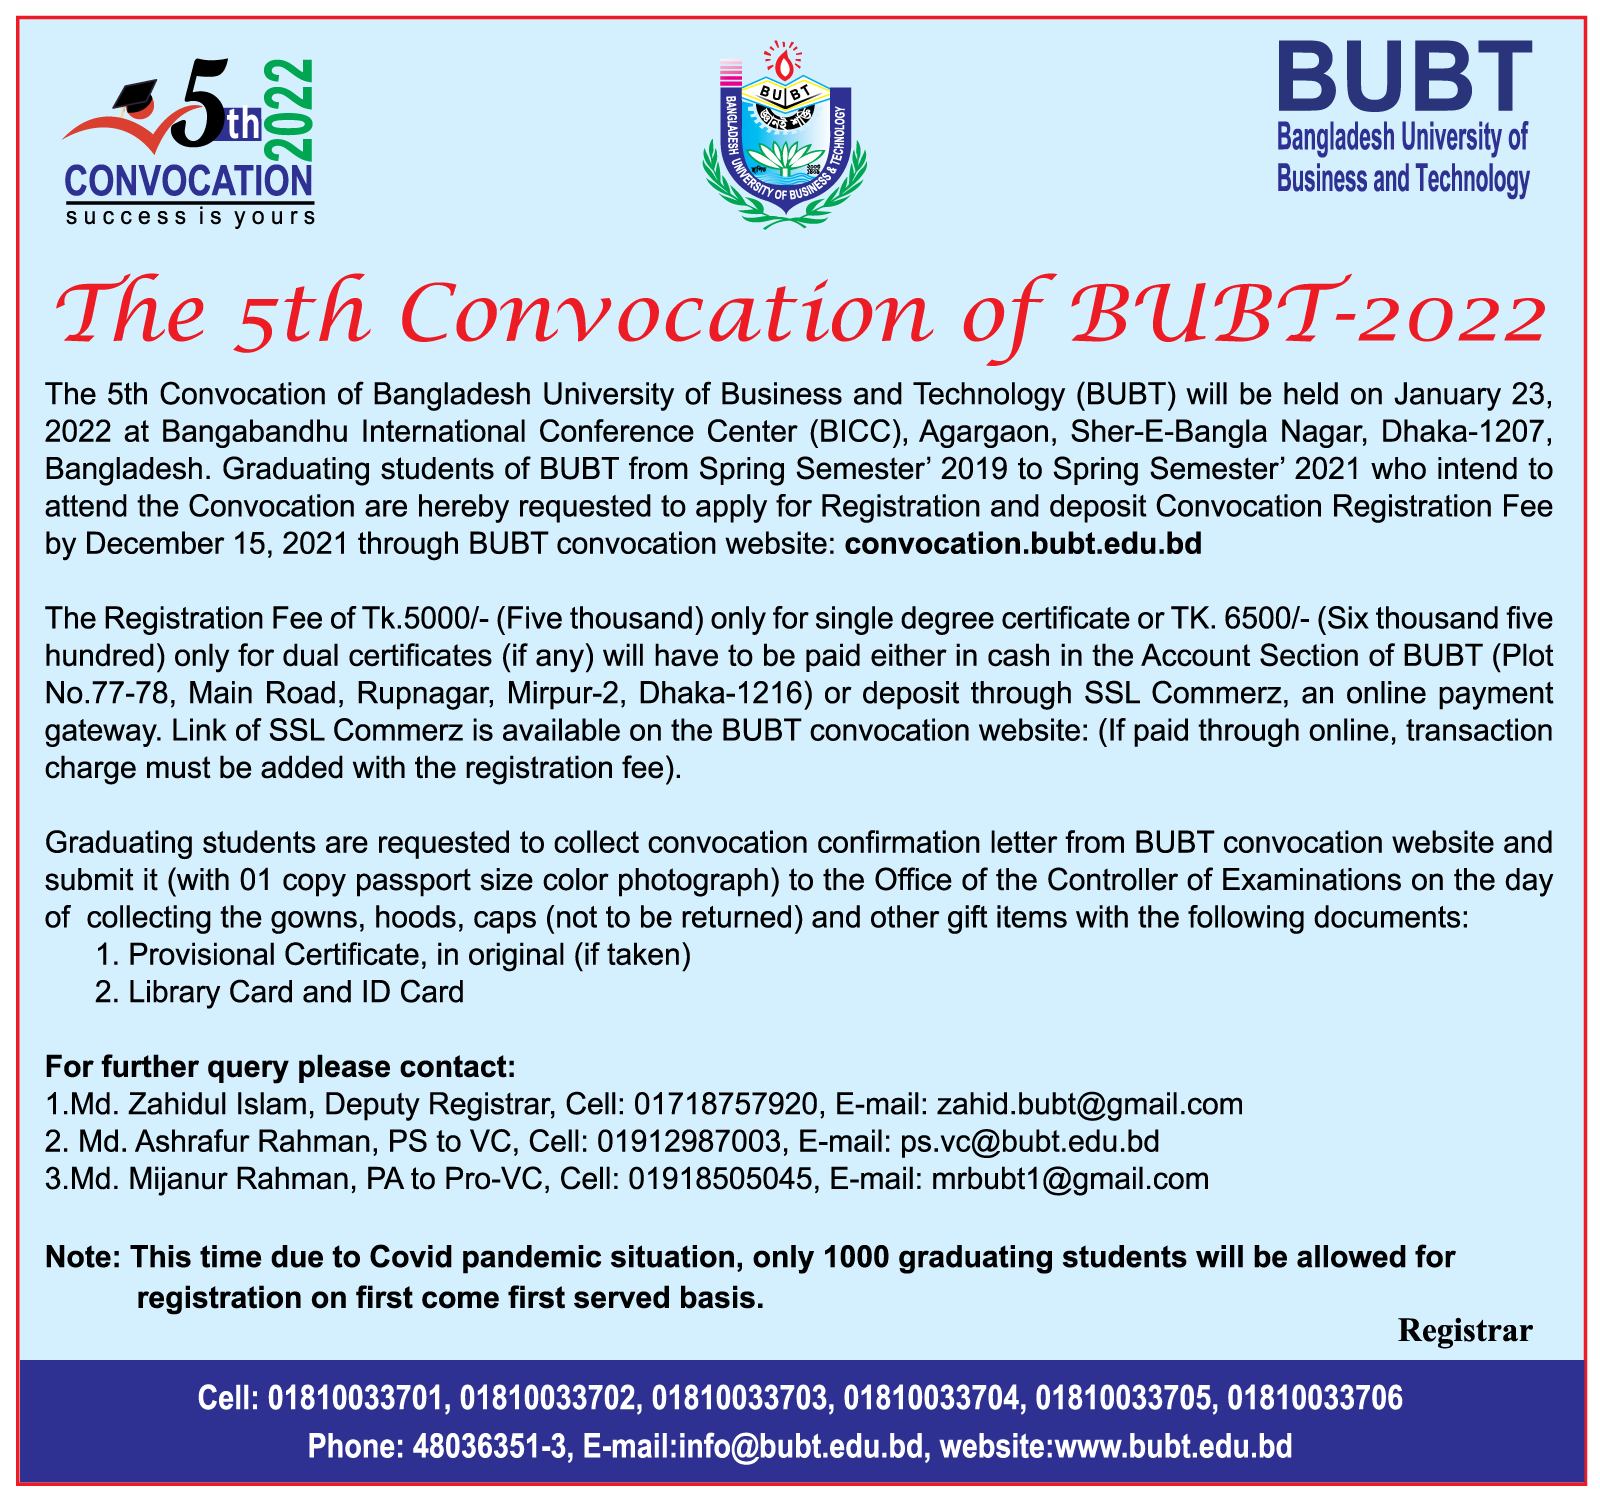 5th
2022
CONVOCATION
success is yours
BUBT
জ্ঞানই শক্তি
BANGLADESH UNIVERSITY OF BUSINESS & TECHNOLOGY
BUBT
Bangladesh University of
Business and Technology
The 5th Convocation of BUBT-2022
The 5th Convocation of Bangladesh University of Business and Technology (BUBT) will be held on January 23,
2022 at Bangabandhu International Conference Center (BICC), Agargaon, Sher-E-Bangla Nagar, Dhaka-1207,
Bangladesh. Graduating students of BUBT from Spring Semester’ 2019 to Spring Semester’ 2021 who intend to
attend the Convocation are hereby requested to apply for Registration and deposit Convocation Registration Fee
by December 15, 2021 through BUBT convocation website: convocation.bubt.edu.bd
The Registration Fee of Tk.5000/- (Five thousand) only for single degree certificate or TK. 6500/- (Six thousand five
hundred) only for dual certificates (if any) will have to be paid either in cash in the Account Section of BUBT (Plot
No.77-78, Main Road, Rupnagar, Mirpur-2, Dhaka-1216) or deposit through SSL Commerz, an online payment
gateway. Link of SSL Commerz is available on the BUBT convocation website: (If paid through online, transaction
charge must be added with the registration fee).
Graduating students are requested to collect convocation confirmation letter from BUBT convocation website and
submit it (with 01 copy passport size color photograph) to the Office of the Controller of Examinations on the day
of  collecting the gowns, hoods, caps (not to be returned) and other gift items with the following documents:
1. Provisional Certificate, in original (if taken)
2. Library Card and ID Card
For further query please contact:
1.Md. Zahidul Islam, Deputy Registrar, Cell: 01718757920, E-mail: zahid.bubt@gmail.com
2. Md. Ashrafur Rahman, PS to VC, Cell: 01912987003, E-mail: ps.vc@bubt.edu.bd
3.Md. Mijanur Rahman, PA to Pro-VC, Cell: 01918505045, E-mail: mrbubt1@gmail.com
Note: This time due to Covid pandemic situation, only 1000 graduating students will be allowed for
registration on first come first served basis.
Registrar
Cell: 01810033701, 01810033702, 01810033703, 01810033704, 01810033705, 01810033706
Phone: 48036351-3, E-mail:info@bubt.edu.bd, website:www.bubt.edu.bd